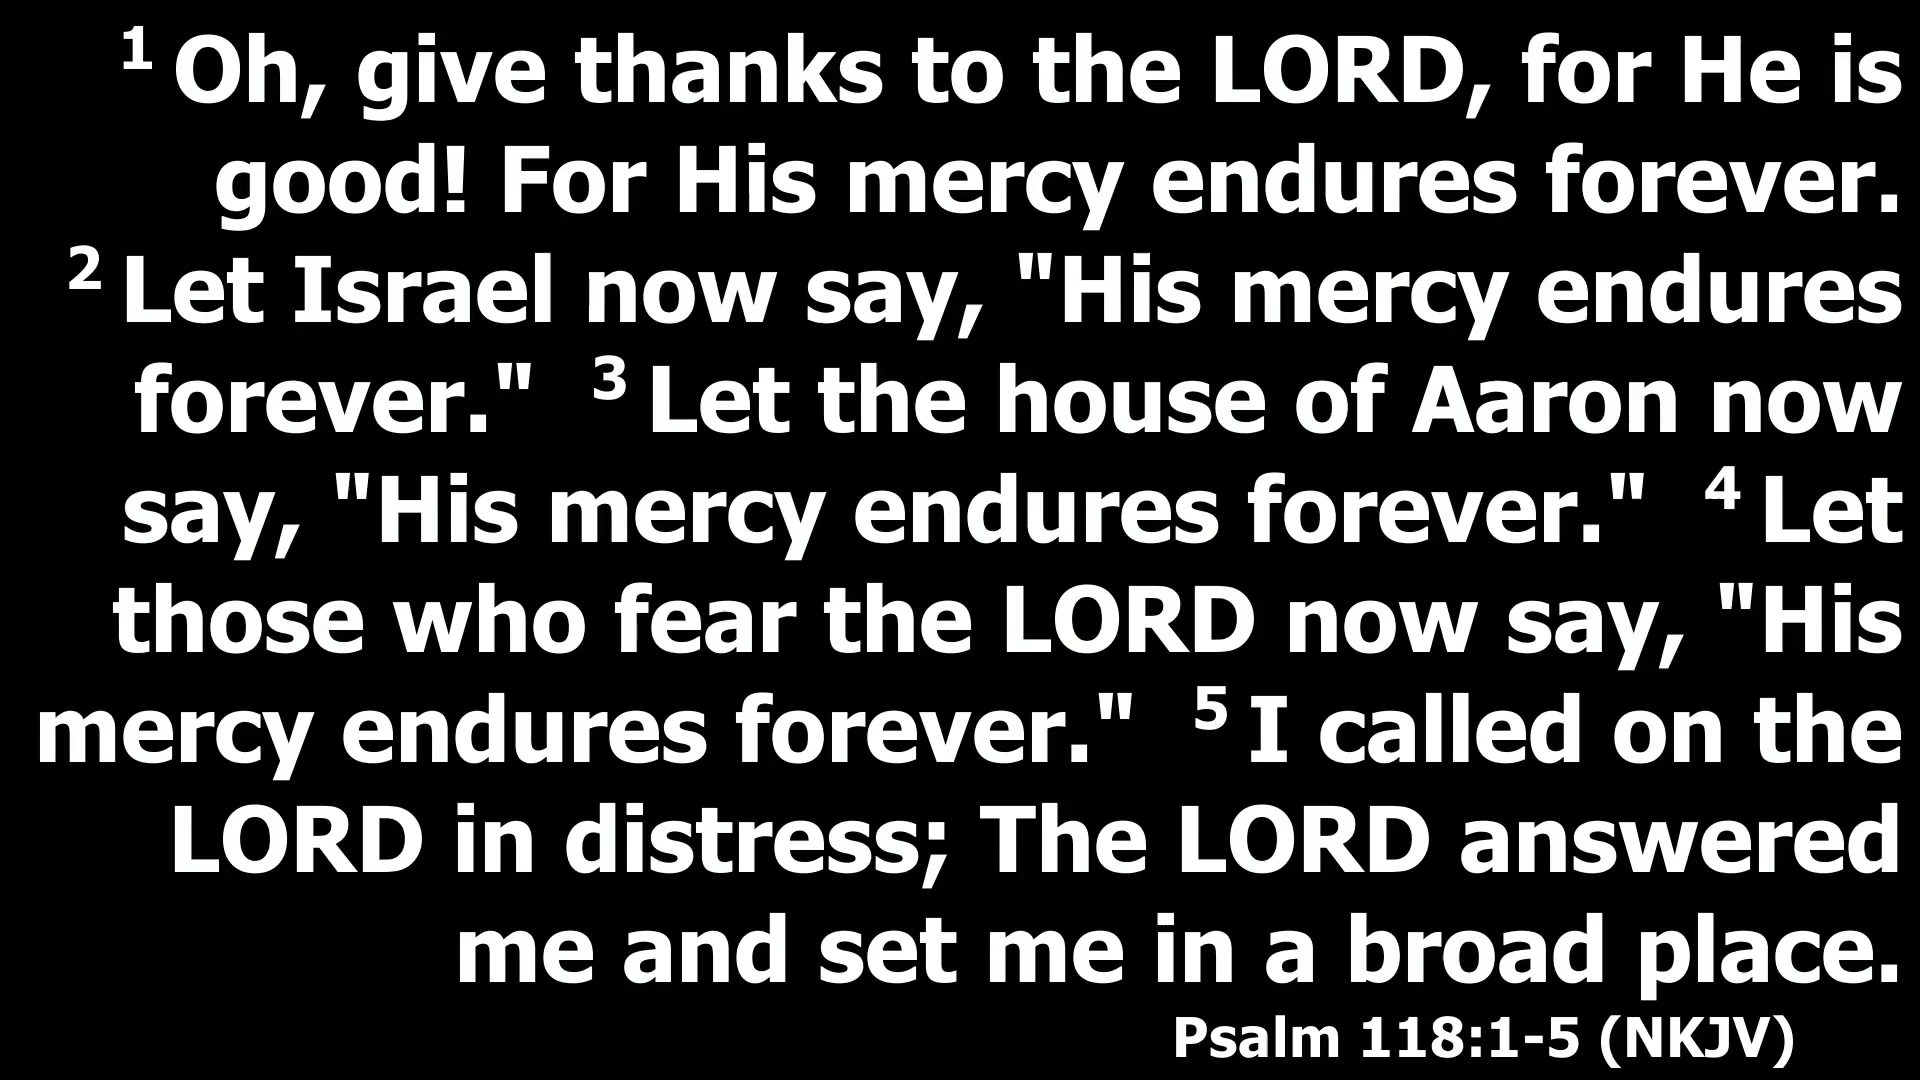 1 Oh, give thanks to the LORD, for He is
good! For His mercy endures forever.
2 Let Israel now say, "His mercy endures
forever." 3 Let the house of Aaron now
say, "His mercy endures forever." 4 Let
those who fear the LORD now say, "His
mercy endures forever." 5 I called on the
LORD in distress; The LORD answered
me and set me in a broad place.
Psalm 118:1-5 (NKJV)